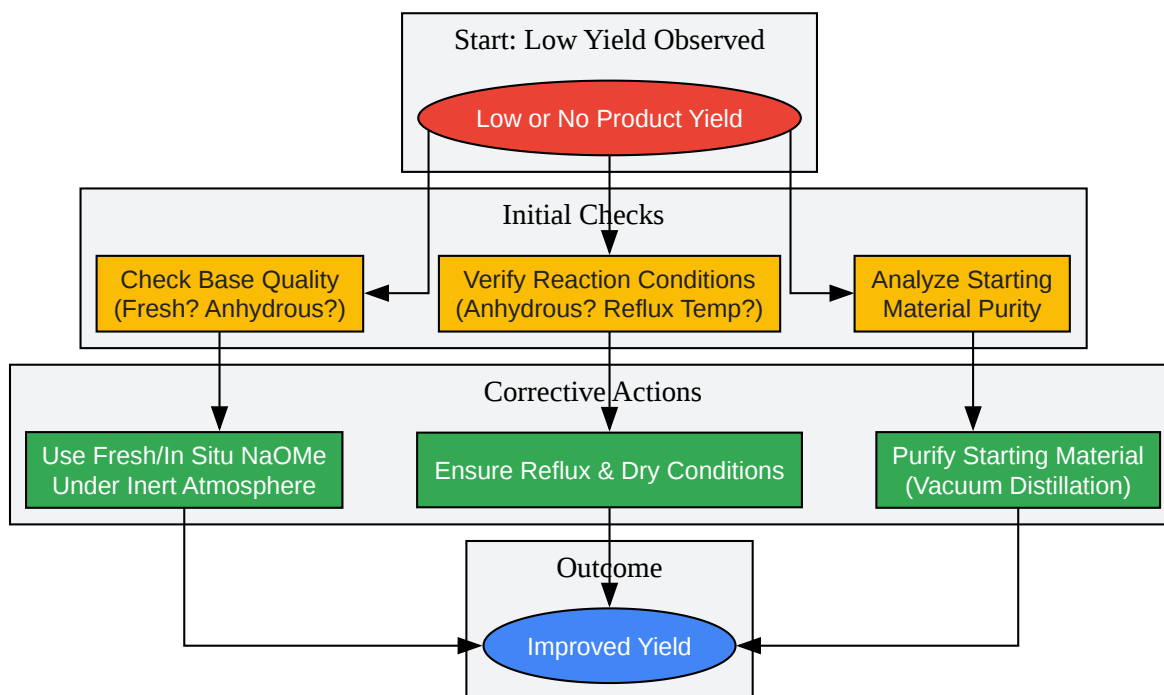 Start: Low Yield Observed
Low or No Product Yield
Initial Checks
Check Base Quality
(Fresh? Anhydrous?)
Verify Reaction Conditions
(Anhydrous? Reflux Temp?)
Analyze Starting
Material Purity
Corrective Actions
Use Fresh/In Situ NaOMe
Under Inert Atmosphere
Ensure Reflux & Dry Conditions
Purify Starting Material
(Vacuum Distillation)
Outcome
Improved Yield